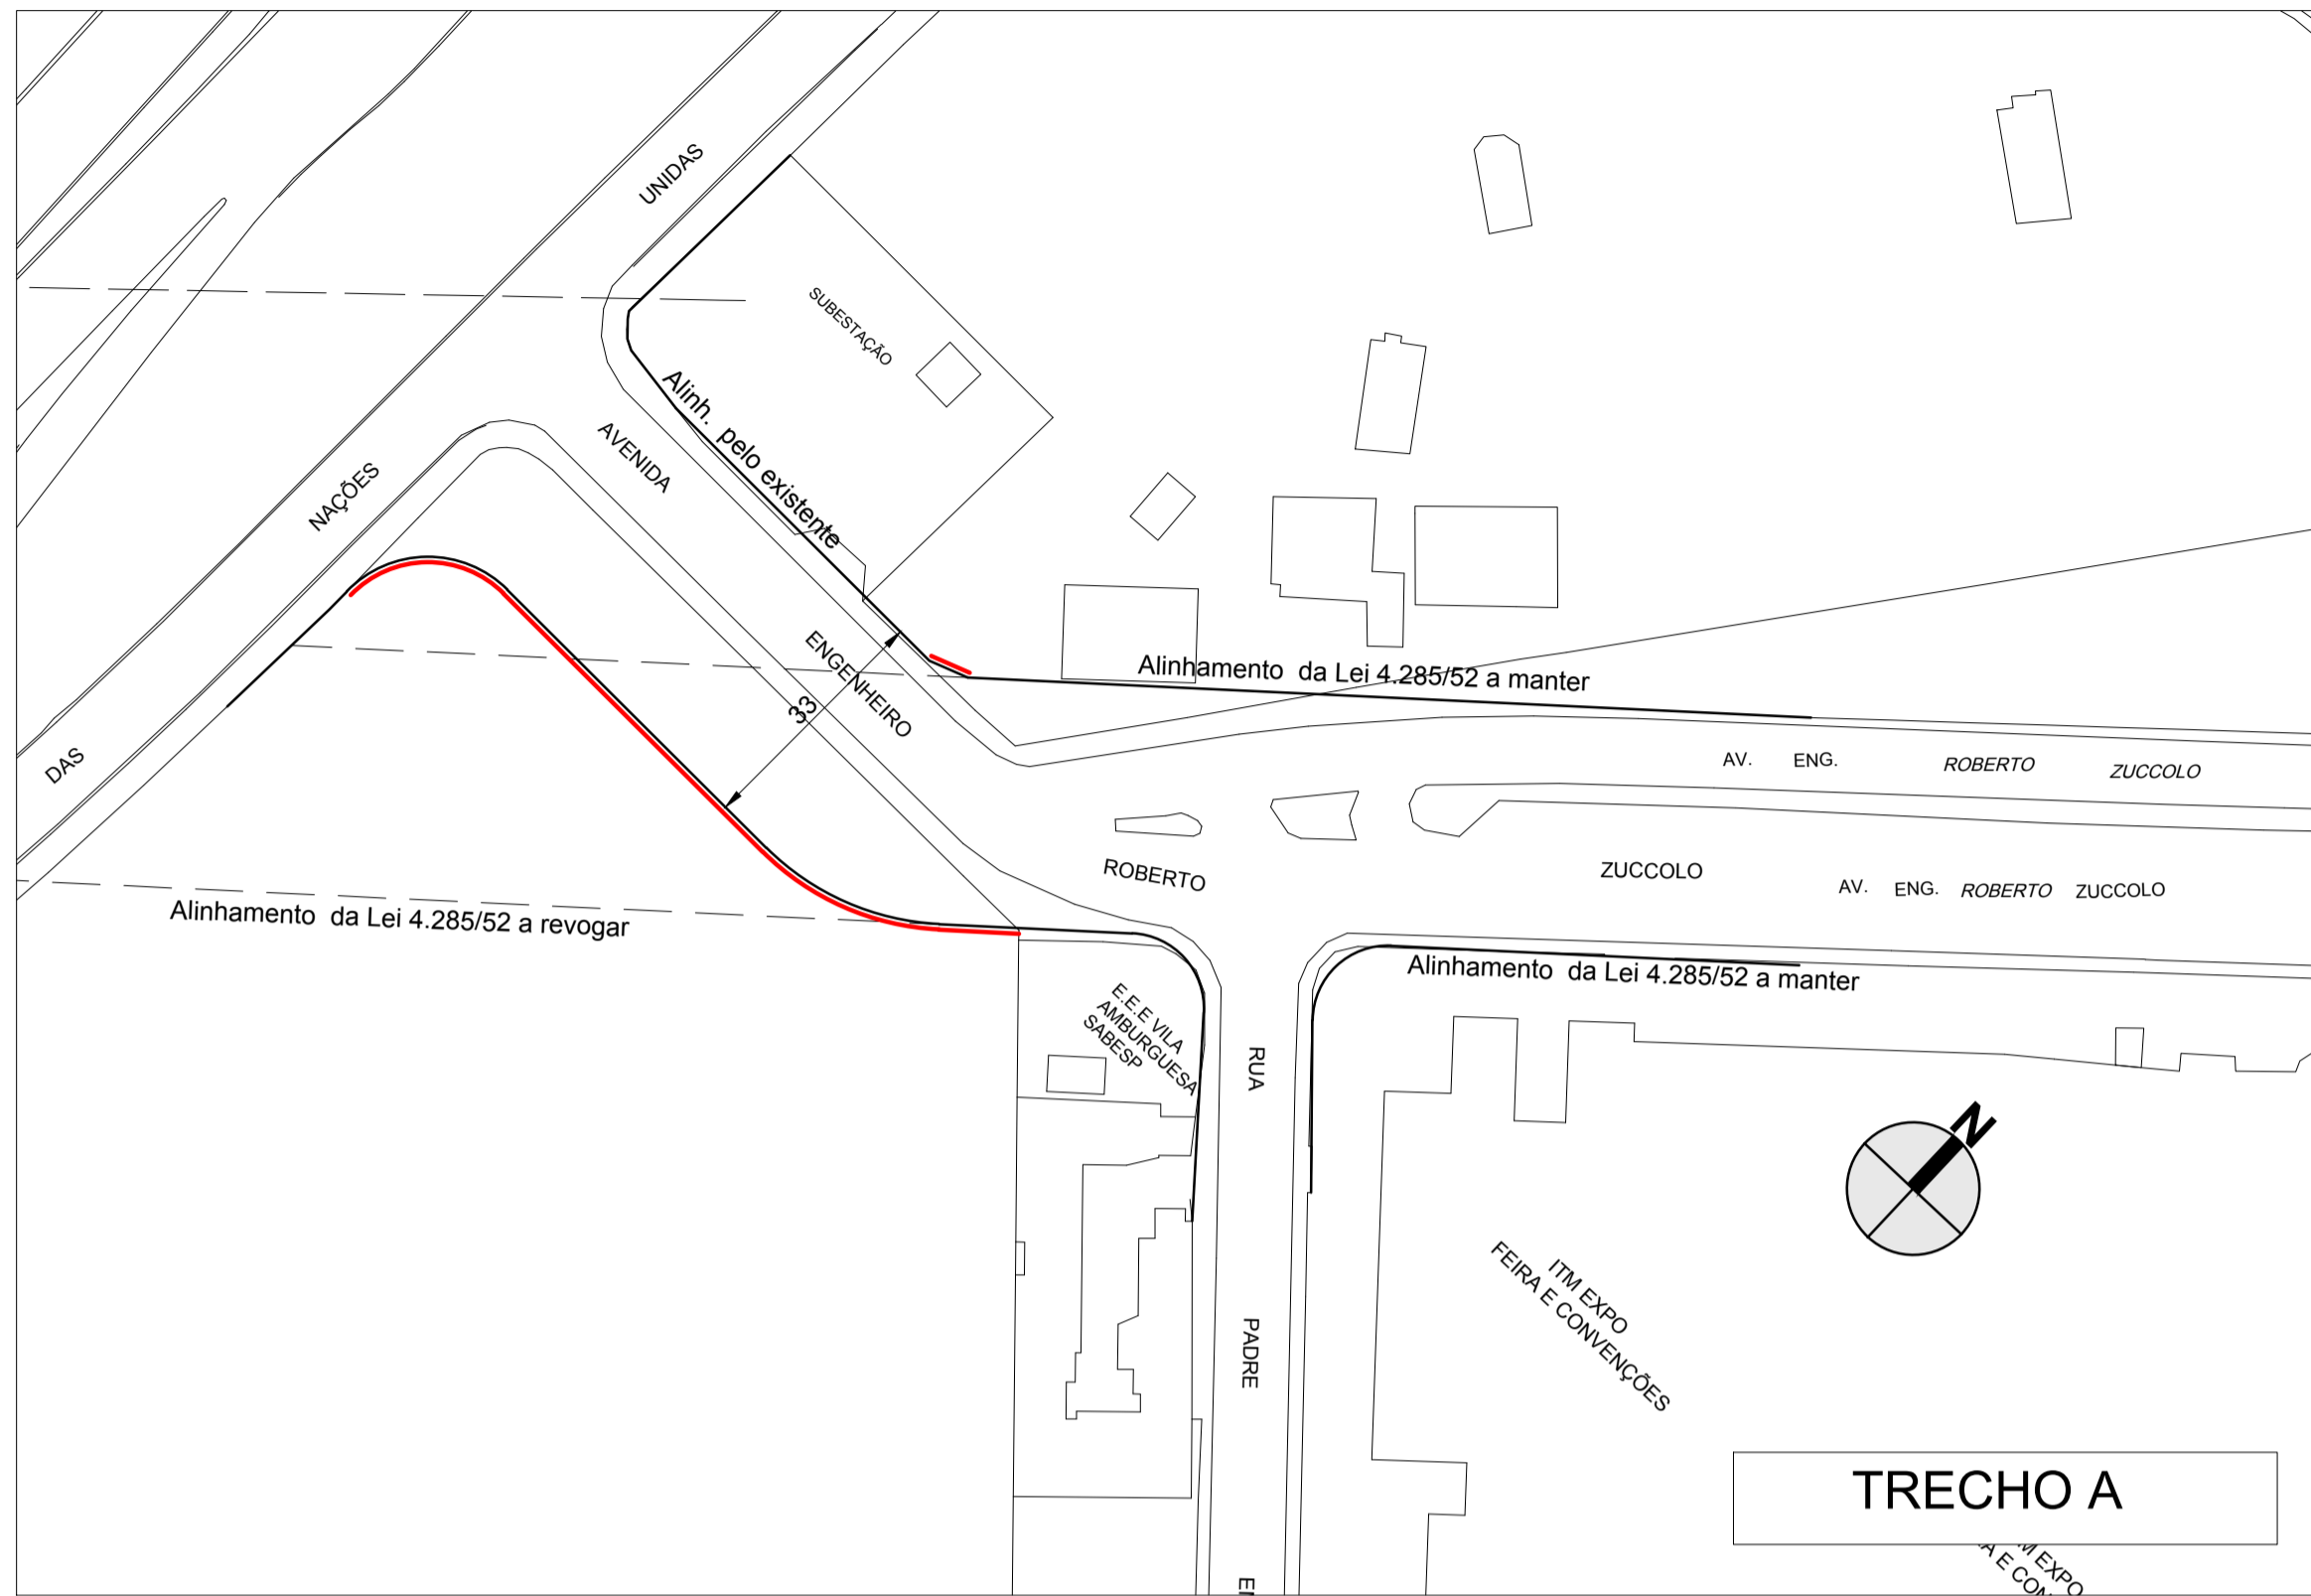 UNIDAS
SUBESTAÇÃO
Alinh. pelo existente
AVENIDA
NAÇÕES
ENGENHEIRO
33
Alinhamento da Lei 4.285/52 a manter
DAS
AV. ENG. ROBERTO ZUCCOLO
ROBERTO
ZUCCOLO
AV. ENG. ROBERTO ZUCCOLO
Alinhamento da Lei 4.285/52 a revogar
Alinhamento da Lei 4.285/52 a manter
E.E.E VILA
AMBURGUESA
SABESP
RUA
N
ITM EXPO
FEIRA E CONVENÇÕES
PADRE
TRECHO A
M EXPO
A E CON